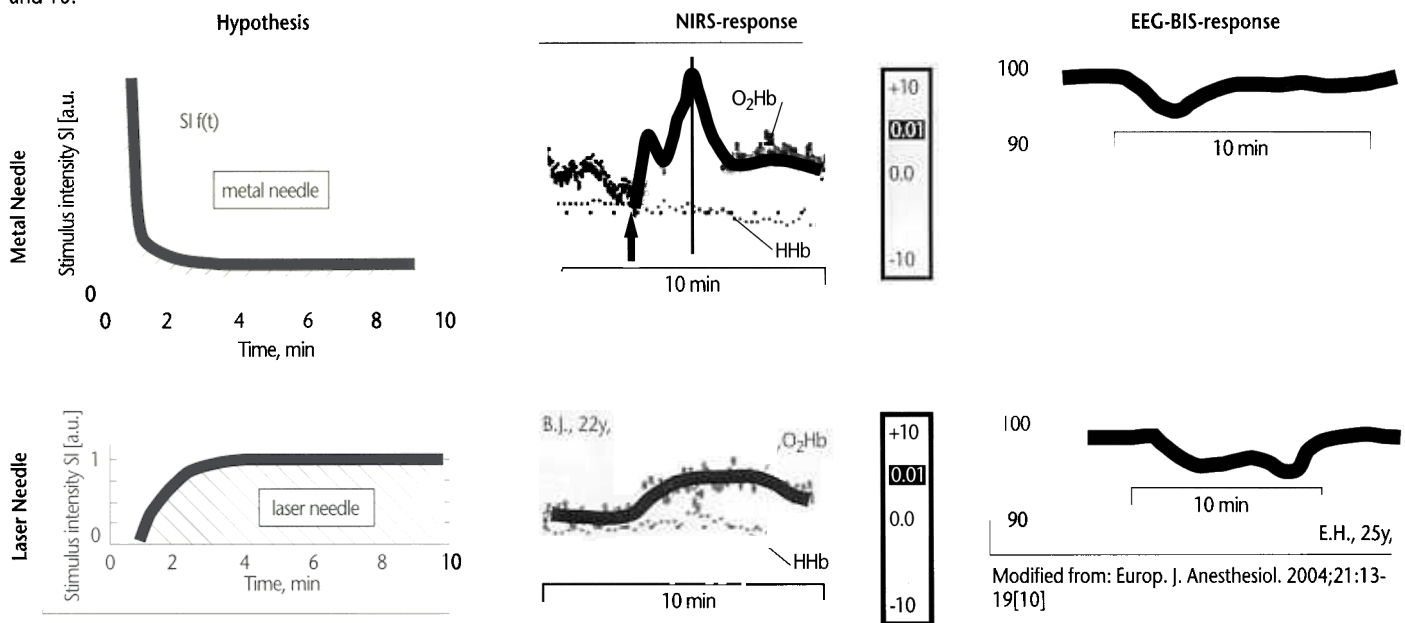 and 10.
Hypothesis
NIRS-response
EEG-BIS-response
Metal Needle
Stimulus intensity SI [a.u.]
SI f(t)
metal needle
0
0 2 4 6 8 10
Time, min
O₂Hb
HHb
10 min
+10
0.01
0.0
-10
100
90
10 min
Laser Needle
Stimulus intensity SI [a.u.]
1
0
laser needle
0 2 4 6 8 10
Time, min
B.J., 22y,
O₂Hb
HHb
10 min
+10
0.01
0.0
-10
100
90
10 min
E.H., 25y,
Modified from: Europ. J. Anesthesiol. 2004;21:13-
19[10]